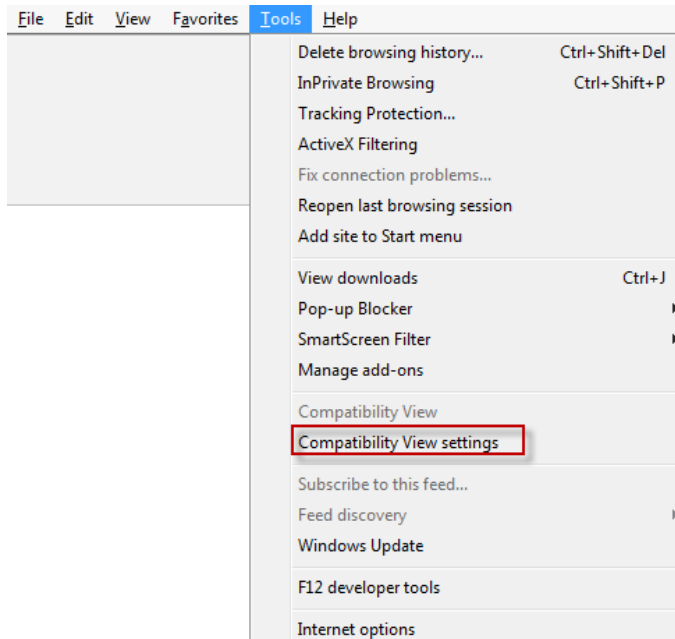 File Edit View Favorites Tools Help
Delete browsing history... Ctrl+Shift+Del
InPrivate Browsing Ctrl+Shift+P
Tracking Protection...
ActiveX Filtering
Fix connection problems...
Reopen last browsing session
Add site to Start menu
View downloads Ctrl+J
Pop-up Blocker
SmartScreen Filter
Manage add-ons
Compatibility View
Compatibility View settings
Subscribe to this feed...
Feed discovery
Windows Update
F12 developer tools
Internet options